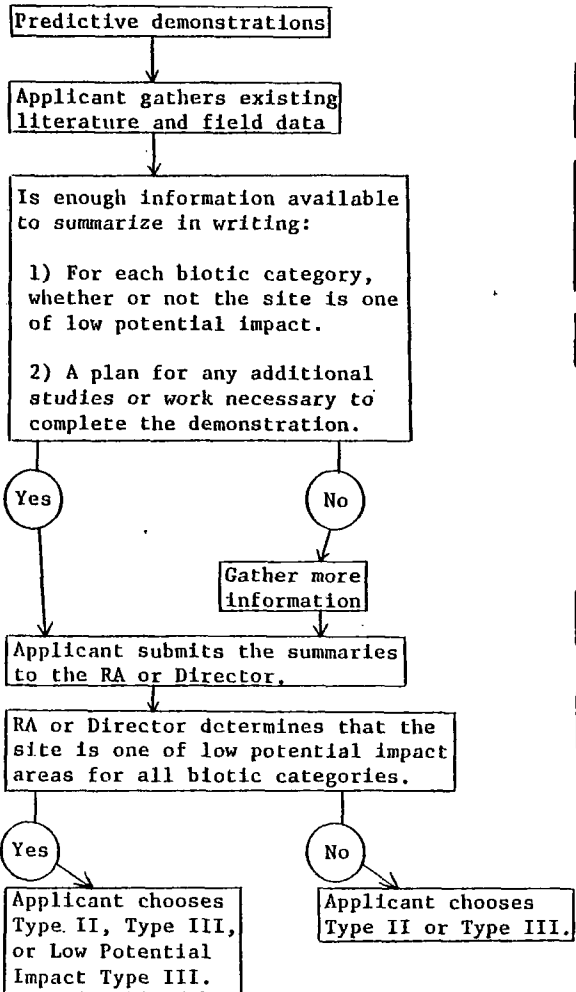 Predictive demonstrations
Applicant gathers existing
literature and field data
Is enough information available
to summarize in writing:
1) For each biotic category,
whether or not the site is one
of low potential impact.
2) A plan for any additional
studies or work necessary to
complete the demonstration.
Yes
No
Gather more
information
Applicant submits the summaries
to the RA or Director.
RA or Director determines that the
site is one of low potential impact
areas for all biotic categories.
Yes
No
Applicant chooses
Type II, Type III,
or Low Potential
Impact Type III.
Applicant chooses
Type II or Type III.